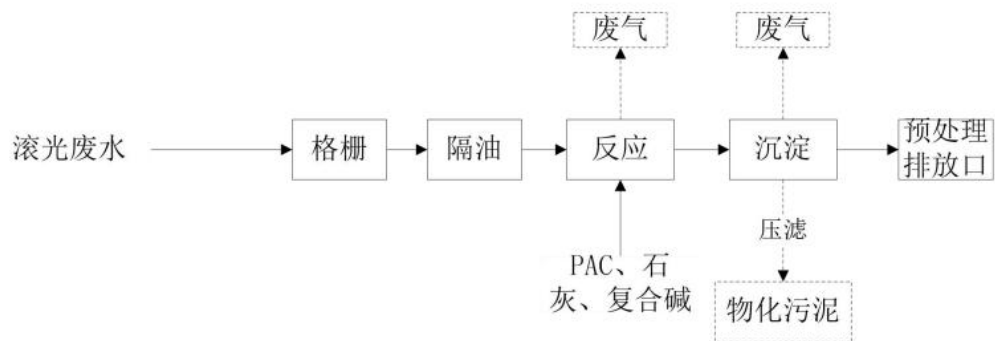 废气
废气
滚光废水
格栅
隔油
反应
沉淀
预处理
排放口
压滤
PAC、石
灰、复合碱
物化污泥